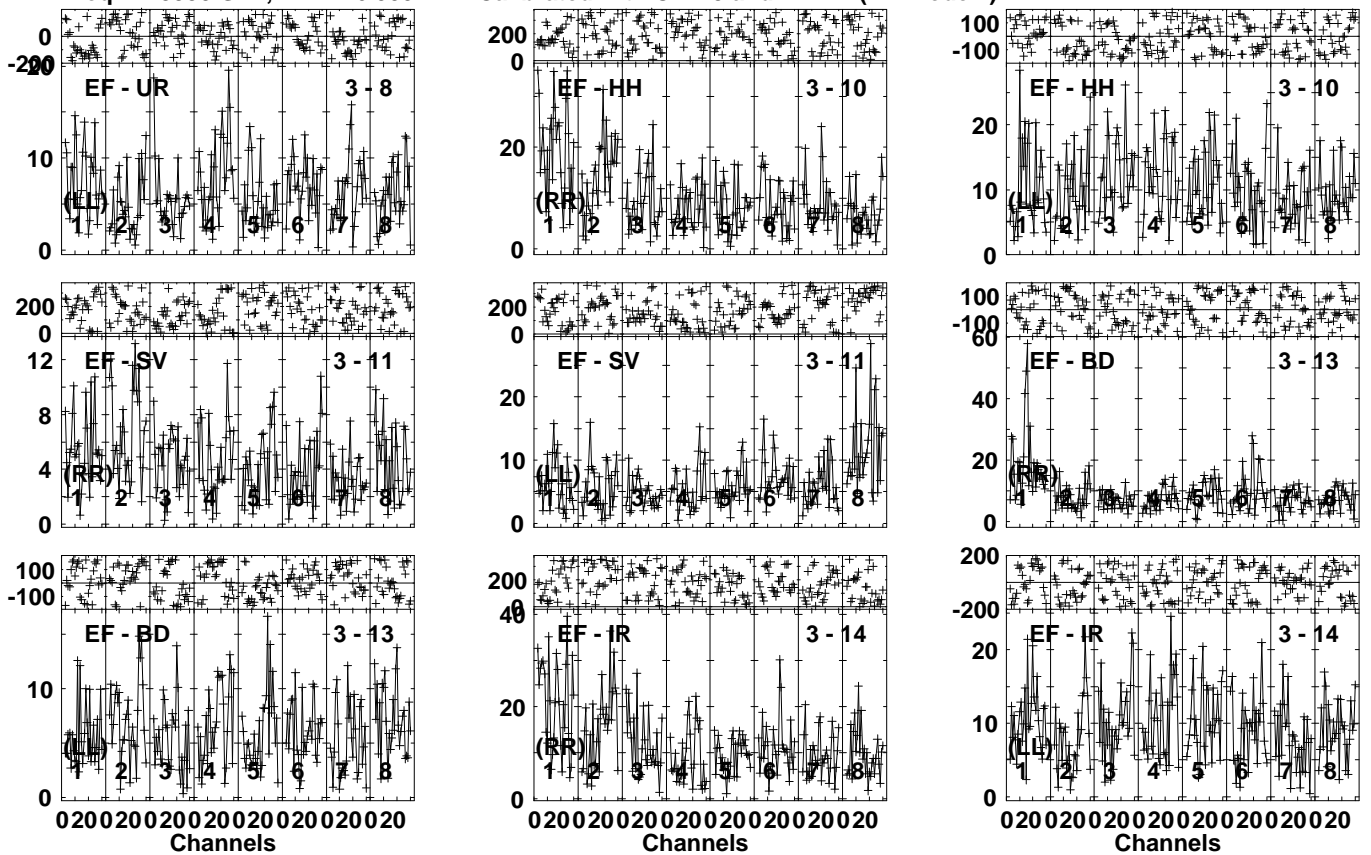 0
-200
20
EF - UR 3 - 8
10
(LL)
1 2 3 4 5 6 7 8
0
200
0
EF - HH 3 - 10
20
(RR)
1 2 3 4 5 6 7 8
0
100
-100
EF - HH 3 - 10
20
10
(LL)
1 2 3 4 5 6 7 8
0
200
0
12
EF - SV 3 - 11
8
4
(RR)
1 2 3 4 5 6 7 8
0
200
0
EF - SV 3 - 11
20
10
(LL)
1 2 3 4 5 6 7 8
0
100
-100
60
EF - BD 3 - 13
40
20
(RR)
1 2 3 4 5 6 7 8
0
100
-100
EF - BD 3 - 13
10
(LL)
1 2 3 4 5 6 7 8
0
020020020020020020020020
Channels
200
0
40
EF - IR 3 - 14
20
(RR)
1 2 3 4 5 6 7 8
0
020020020020020020020020
Channels
200
-200
EF - IR 3 - 14
20
10
(LL)
1 2 3 4 5 6 7 8
0
020020020020020020020020
Channels